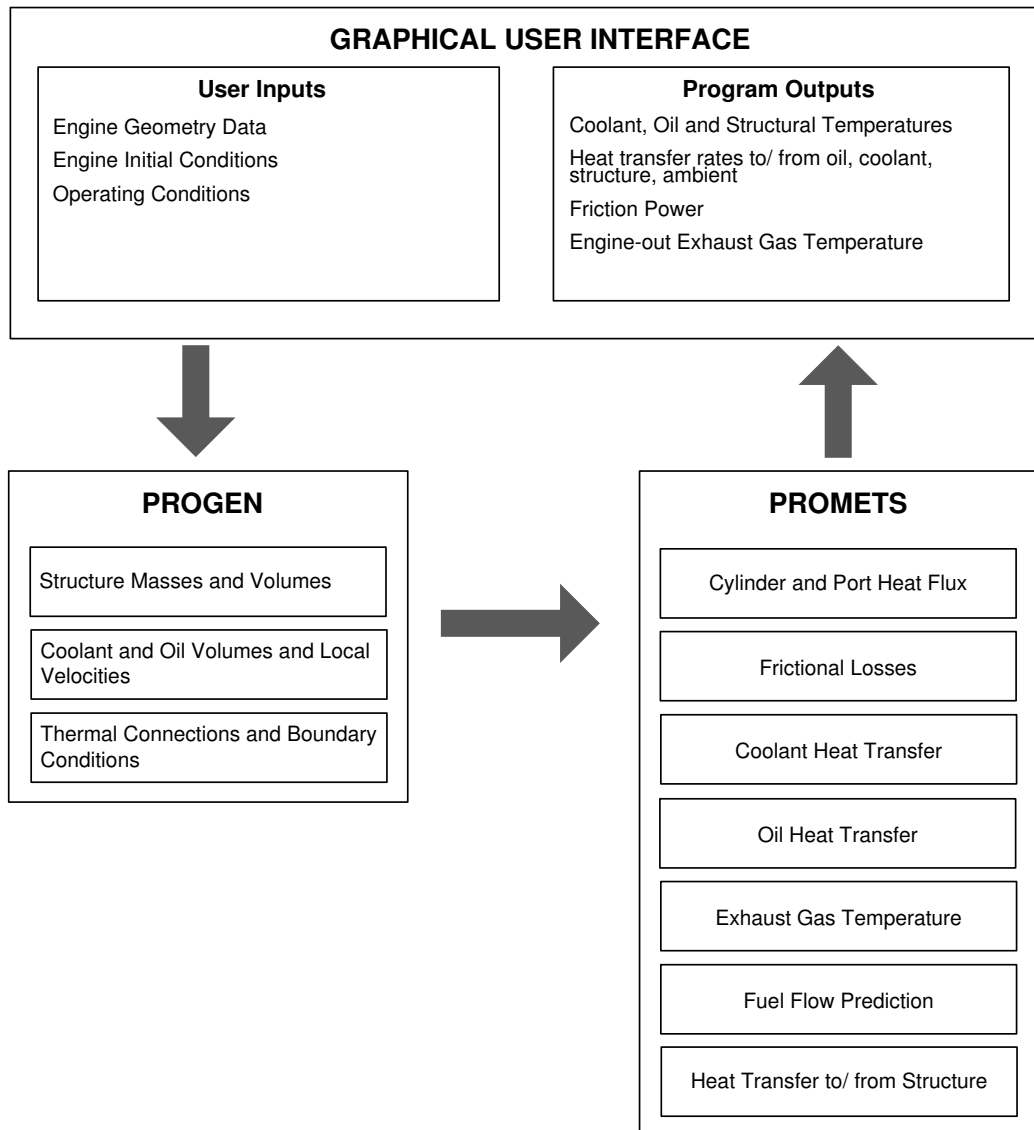 GRAPHICAL USER INTERFACE
User Inputs
Engine Geometry Data
Engine Initial Conditions
Operating Conditions
Program Outputs
Coolant, Oil and Structural Temperatures
Heat transfer rates to/ from oil, coolant,
structure, ambient
Friction Power
Engine-out Exhaust Gas Temperature
PROGEN
Structure Masses and Volumes
Coolant and Oil Volumes and Local
Velocities
Thermal Connections and Boundary
Conditions
PROMETS
Cylinder and Port Heat Flux
Frictional Losses
Coolant Heat Transfer
Oil Heat Transfer
Exhaust Gas Temperature
Fuel Flow Prediction
Heat Transfer to/ from Structure